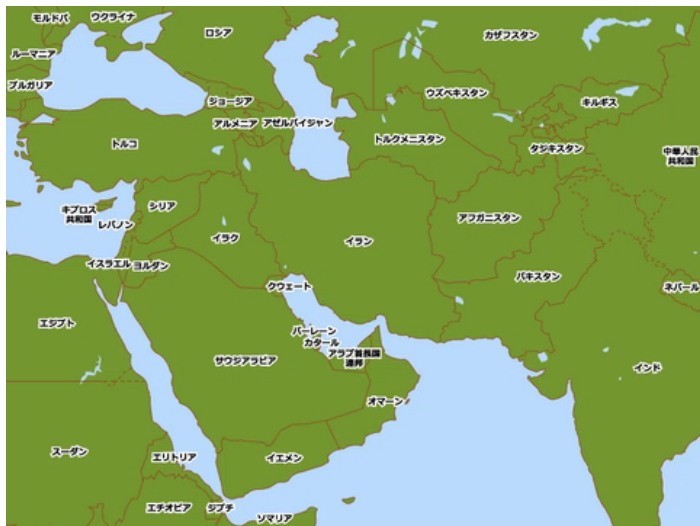 モルドバ
ウクライナ
ロシア
カザフスタン
ルーマニア
ブルガリア
ジョージア
ウズベキスタン
キルギス
アルメニア
アゼルバイジャン
トルコ
トルクメニスタン
タジキスタン
中華人民
共和国
キプロス
共和国
シリア
レバノン
イラク
イラン
アフガニスタン
イスラエル
ヨルダン
クウェート
パキスタン
ネパール
エジプト
バーレーン
カタール
サウジアラビア
アラブ首長国
連邦
インド
オマーン
スーダン
エリトリア
イエメン
エチオピア
ジプチ
ソマリア